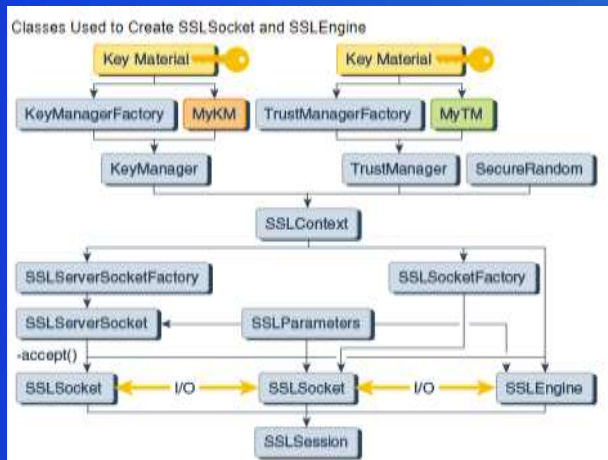 Classes Used to Create SSLSocket and SSLEngine
Key Material Key Material
KeyManagerFactory MyKM TrustManagerFactory MyTM
KeyManager TrustManager SecureRandom
SSLContext
SSLServerSocketFactory SSLSocketFactory
SSLServerSocket SSLParameters
-accept()
SSLSocket I/O SSLSocket I/O SSLEngine
SSLSession